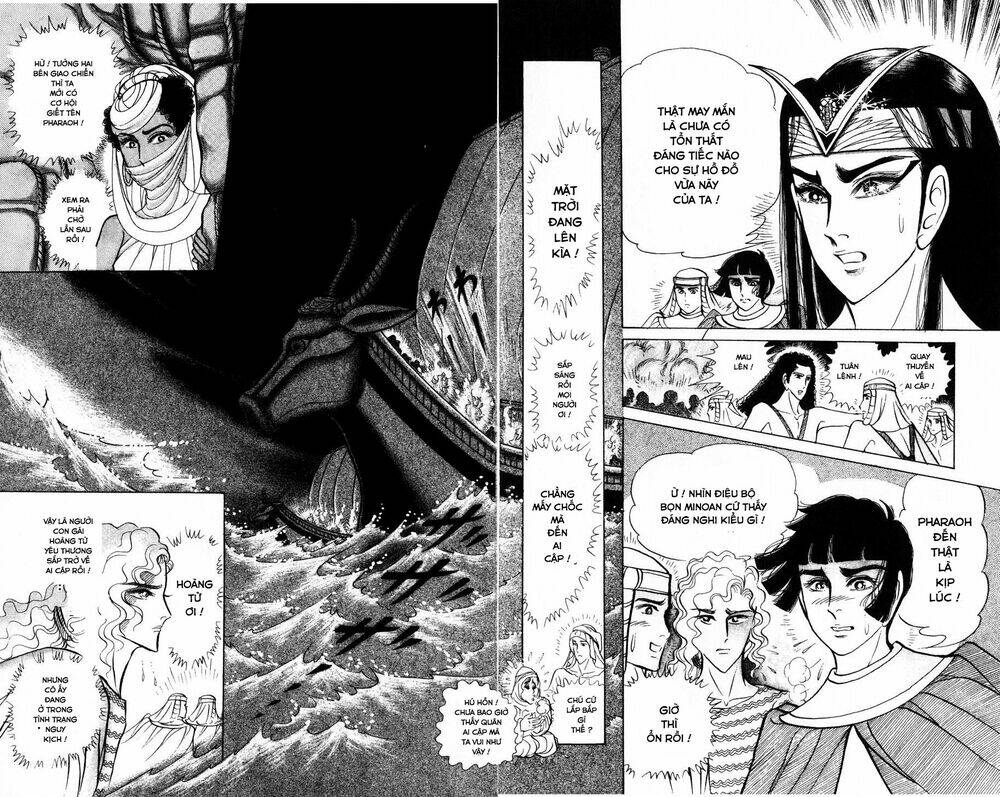 THẬT MAY MẮN
LÀ CHƯA CÓ
TỔN THẤT
ĐÁNG TIẾC NÀO
CHO SỰ HỒ ĐỒ
VỪA NÃY
CỦA TA !
QUAY
THUYỀN
VỀ
AI CẬP !
TUÂN
LỆNH !
MAU
LÊN !
PHARAOH
ĐẾN
THẬT
LÀ
KỊP
LÚC !
Ừ ! NHÌN ĐIỆU BỘ
BỌN MINOAN CỨ THẤY
ĐÁNG NGHI KIỂU GÌ !
GIỜ
THÌ
ỔN RỒI !
MẶT
TRỜI
ĐANG
LÊN
KÌA !
SẮP
SÁNG
RỒI
MỌI
NGƯỜI
ƠI !
CHẲNG
MẤY CHỐC
MÀ
ĐẾN
AI
CẬP !
CHÚ CỨ
LẮP BẮP
GÌ
THẾ ?
HÚ HỒN !
CHƯA BAO GIỜ
THẤY QUÂN
AI CẬP MÀ
TA VUI NHƯ
VẬY !
HỪ ! TƯỞNG HAI
BÊN GIAO CHIẾN
THÌ TA
MỚI CÓ
CƠ HỘI
GIẾT TÊN
PHARAOH !
XEM RA
PHẢI
CHỜ
LẦN SAU
RỒI !
わわ
ザザザ
HOÀNG
TỬ
ƠI !
VẬY LÀ NGƯỜI
CON GÁI
HOÀNG TỬ
YÊU THƯƠNG
SẮP TRỞ VỀ
AI CẬP RỒI !
NHƯNG
CÔ ẤY
ĐANG
Ở TRONG
TÌNH TRẠNG
NGUY
KỊCH !